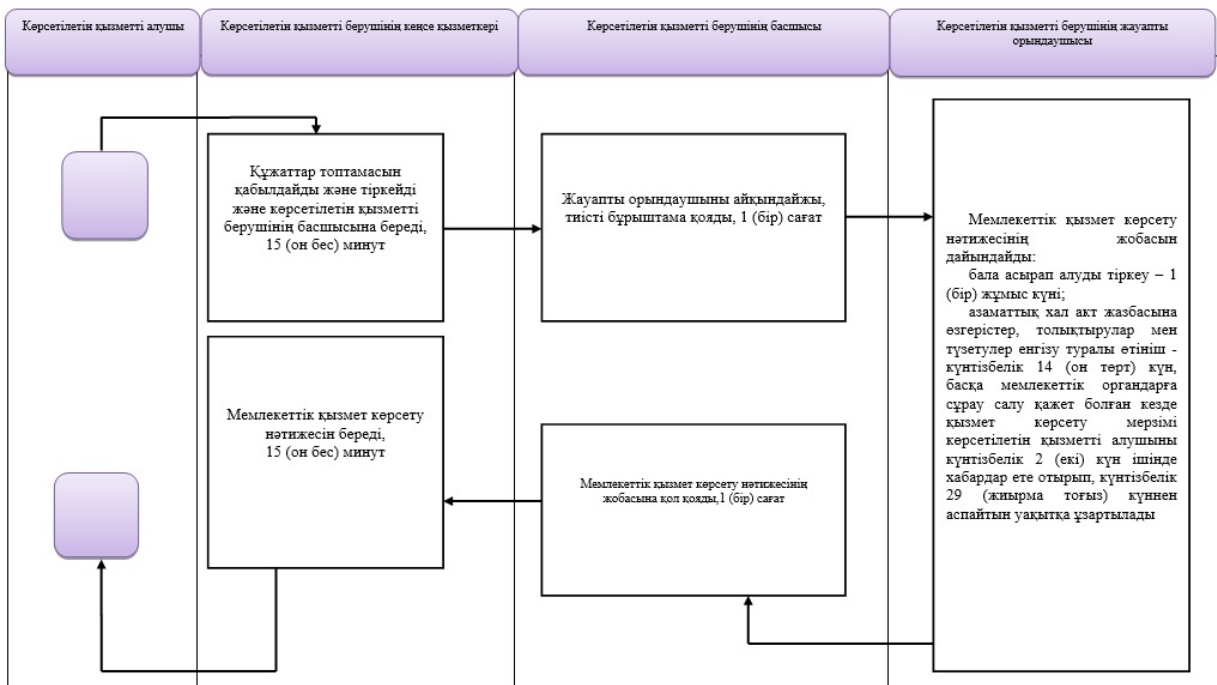 Көрсетілетін қызметті алушы
Көрсетілетін қызметті берушінің кеңсе қызметкері
Көрсетілетін қызметті берушінің басшысы
Көрсетілетін қызметті берушінің жауапты
орындаушысы
Құжаттар топтамасын
қабылдайды және тіркейді
және көрсетілетін қызметті
берушінің басшысына береді,
15 (он бес) минут
Жауапты орындаушыны айқындайжы,
тиісті бұрыштама қояды, 1 (бір) сағат
Мемлекеттік қызмет көрсету
нәтижесінің жобасын
дайындайды:
бала асырап алуды тіркеу – 1
(бір) жұмыс күні;
азаматтық хал акт жазбасына
өзгерістер, толықтырулар мен
түзетулер енгізу туралы өтініш -
күнтізбелік 14 (он төрт) күн,
басқа мемлекеттік органдарға
сұрау салу қажет болған кезде
қызмет көрсету мерзімі
көрсетілетін қызметті алушыны
күнтізбелік 2 (екі) күн ішінде
хабардар ете отырып, күнтізбелік
29 (жиырма тоғыз) күннен
аспайтын уақытқа ұзартылады
Мемлекеттік қызмет көрсету
нәтижесін береді,
15 (он бес) минут
Мемлекеттік қызмет көрсету нәтижесінің
жобасына қол қояды,1 (бір) сағат